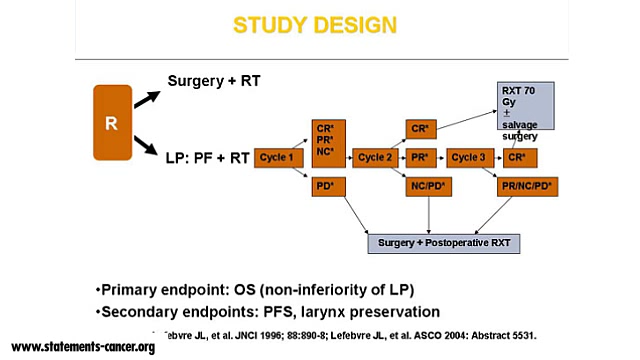 STUDY DESIGN
R
Surgery + RT
LP: PF + RT
Cycle 1
CR*
PR*
NC*
PD*
Cycle 2
CR*
PR*
NC/PD*
Cycle 3
CR*
PR/NC/PD*
RXT 70
Gy
±
salvage
surgery
Surgery + Postoperative RXT
•Primary endpoint: OS (non-inferiority of LP)
•Secondary endpoints: PFS, larynx preservation
JL, et al. JNCI 1996; 88:890-8; Lefebvre JL, et al. ASCO 2004: Abstract 5531.
www.statements-cancer.org